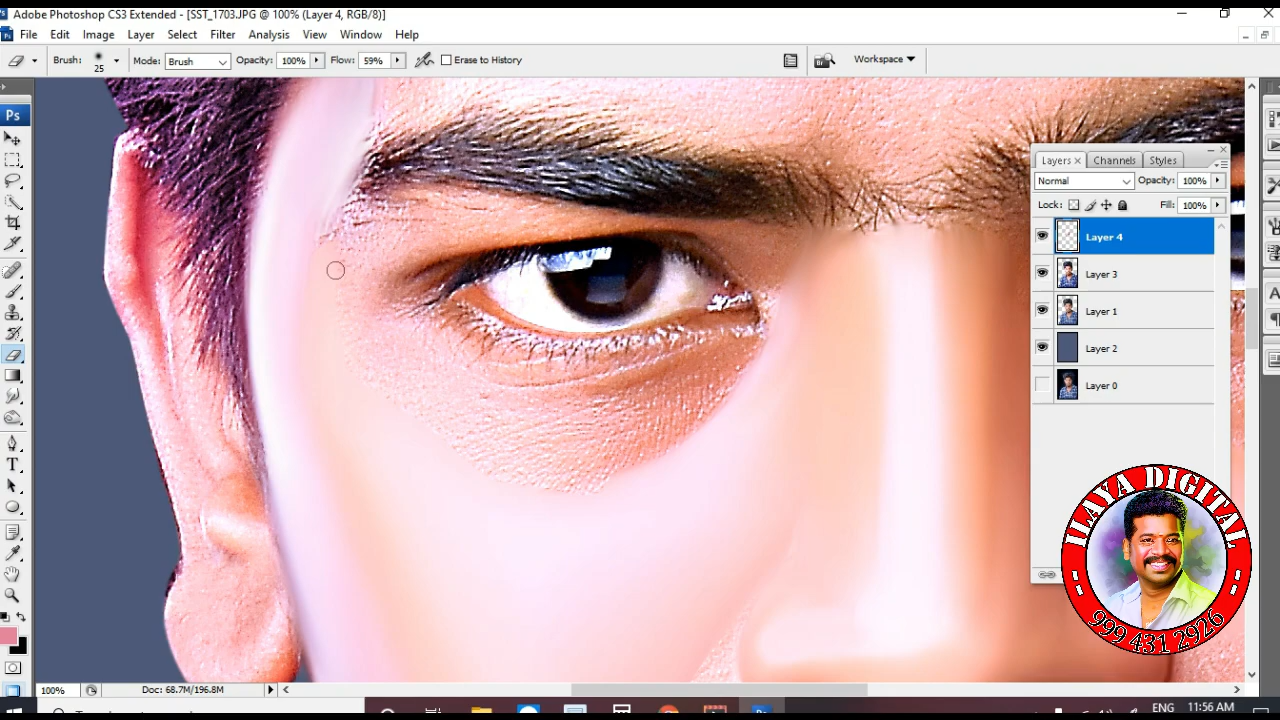 Adobe Photoshop CS3 Extended - [SST_1703.JPG @ 100% (Layer 4, RGB/8)]
File Edit Image Layer Select Filter Analysis View Window Help
Brush: 25 Mode: Brush Opacity: 100% Flow: 59% Erase to History Workspace
Ps
Layers x Channels Styles
Normal Opacity: 100%
Lock: Fill: 100%
Layer 4
Layer 3
Layer 1
Layer 2
Layer 0
ILAYA DIGITAL
999 431 2926
100% Doc: 68.7M/196.8M
ENG 11:56 AM